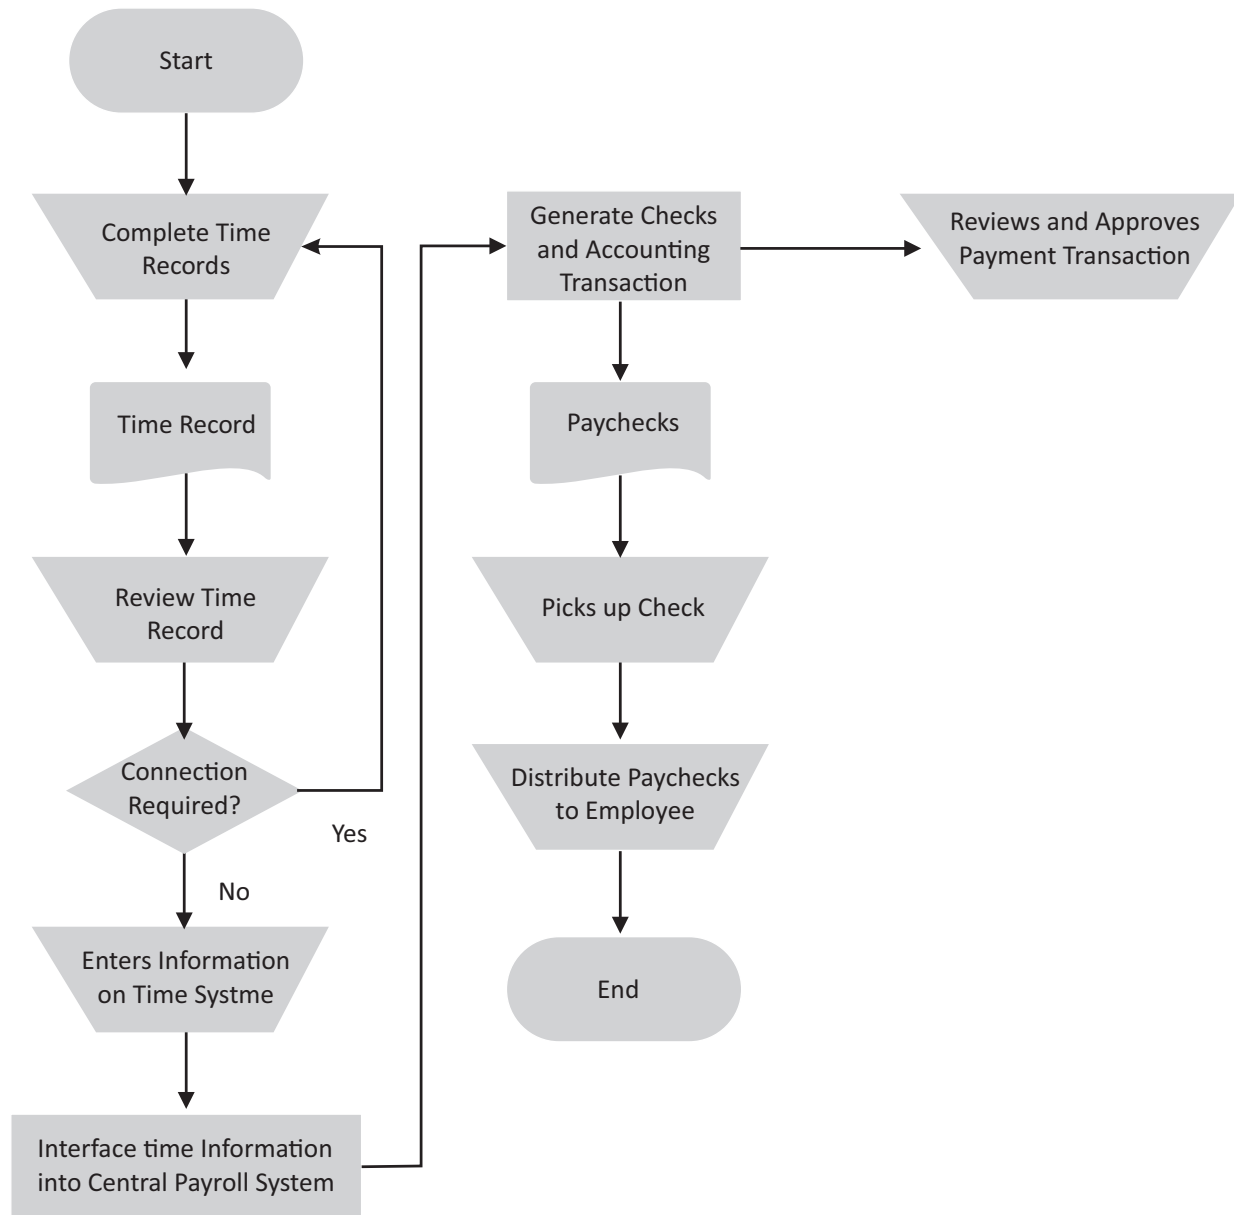 Start
Complete Time
Records
Time Record
Review Time
Record
Connection
Required?
Yes
No
Enters Information
on Time Systme
Interface time Information
into Central Payroll System
Generate Checks
and Accounting
Transaction
Reviews and Approves
Payment Transaction
Paychecks
Picks up Check
Distribute Paychecks
to Employee
End